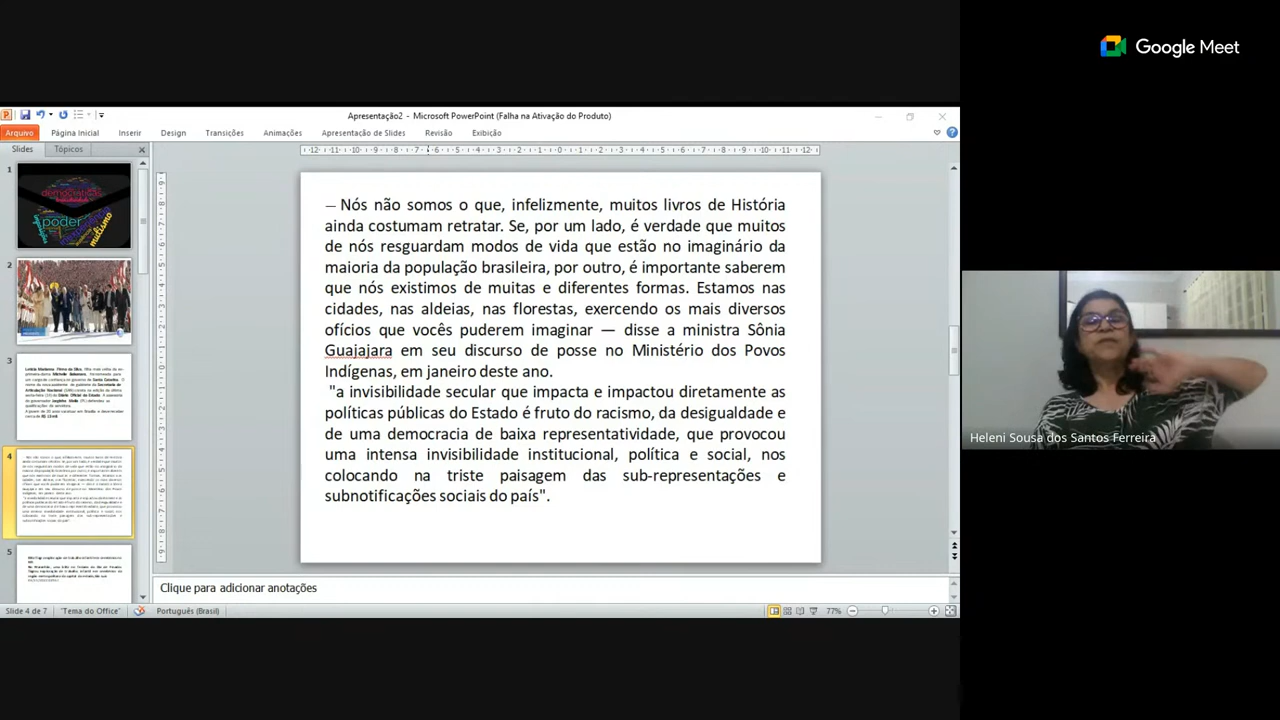 Google Meet
Apresentação2 - Microsoft PowerPoint (Falha na Ativação do Produto)
Arquivo Página Inicial Inserir Design Transições Animações Apresentação de Slides Revisão Exibição
Slides Tópicos
1
democráticas
poder
2
3
4
5
— Nós não somos o que, infelizmente, muitos livros de História
ainda costumam retratar. Se, por um lado, é verdade que muitos
de nós resguardam modos de vida que estão no imaginário da
maioria da população brasileira, por outro, é importante saberem
que nós existimos de muitas e diferentes formas. Estamos nas
cidades, nas aldeias, nas florestas, exercendo os mais diversos
ofícios que vocês puderem imaginar — disse a ministra Sônia
Guajajara em seu discurso de posse no Ministério dos Povos
Indígenas, em janeiro deste ano.
"a invisibilidade secular que impacta e impactou diretamente as
políticas públicas do Estado é fruto do racismo, da desigualdade e
de uma democracia de baixa representatividade, que provocou
uma intensa invisibilidade institucional, política e social, nos
colocando na triste paisagem das sub-representações e
subnotificações sociais do país".
Clique para adicionar anotações
Slide 4 de 7 "Tema do Office" Português (Brasil) 77%
Heleni Sousa dos Santos Ferreira